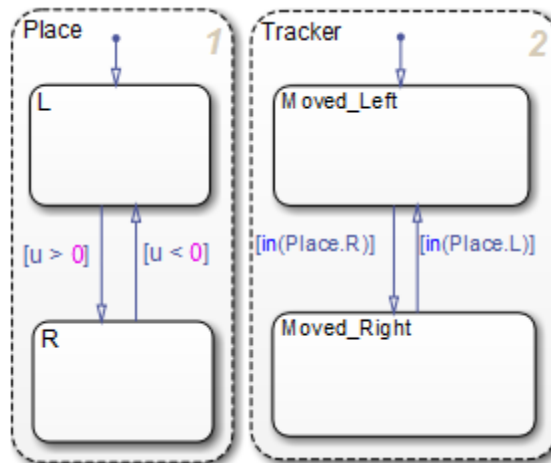 Place
1
L
[u > 0]
[u < 0]
R
Tracker
2
Moved_Left
[in(Place.R)]
[in(Place.L)]
Moved_Right